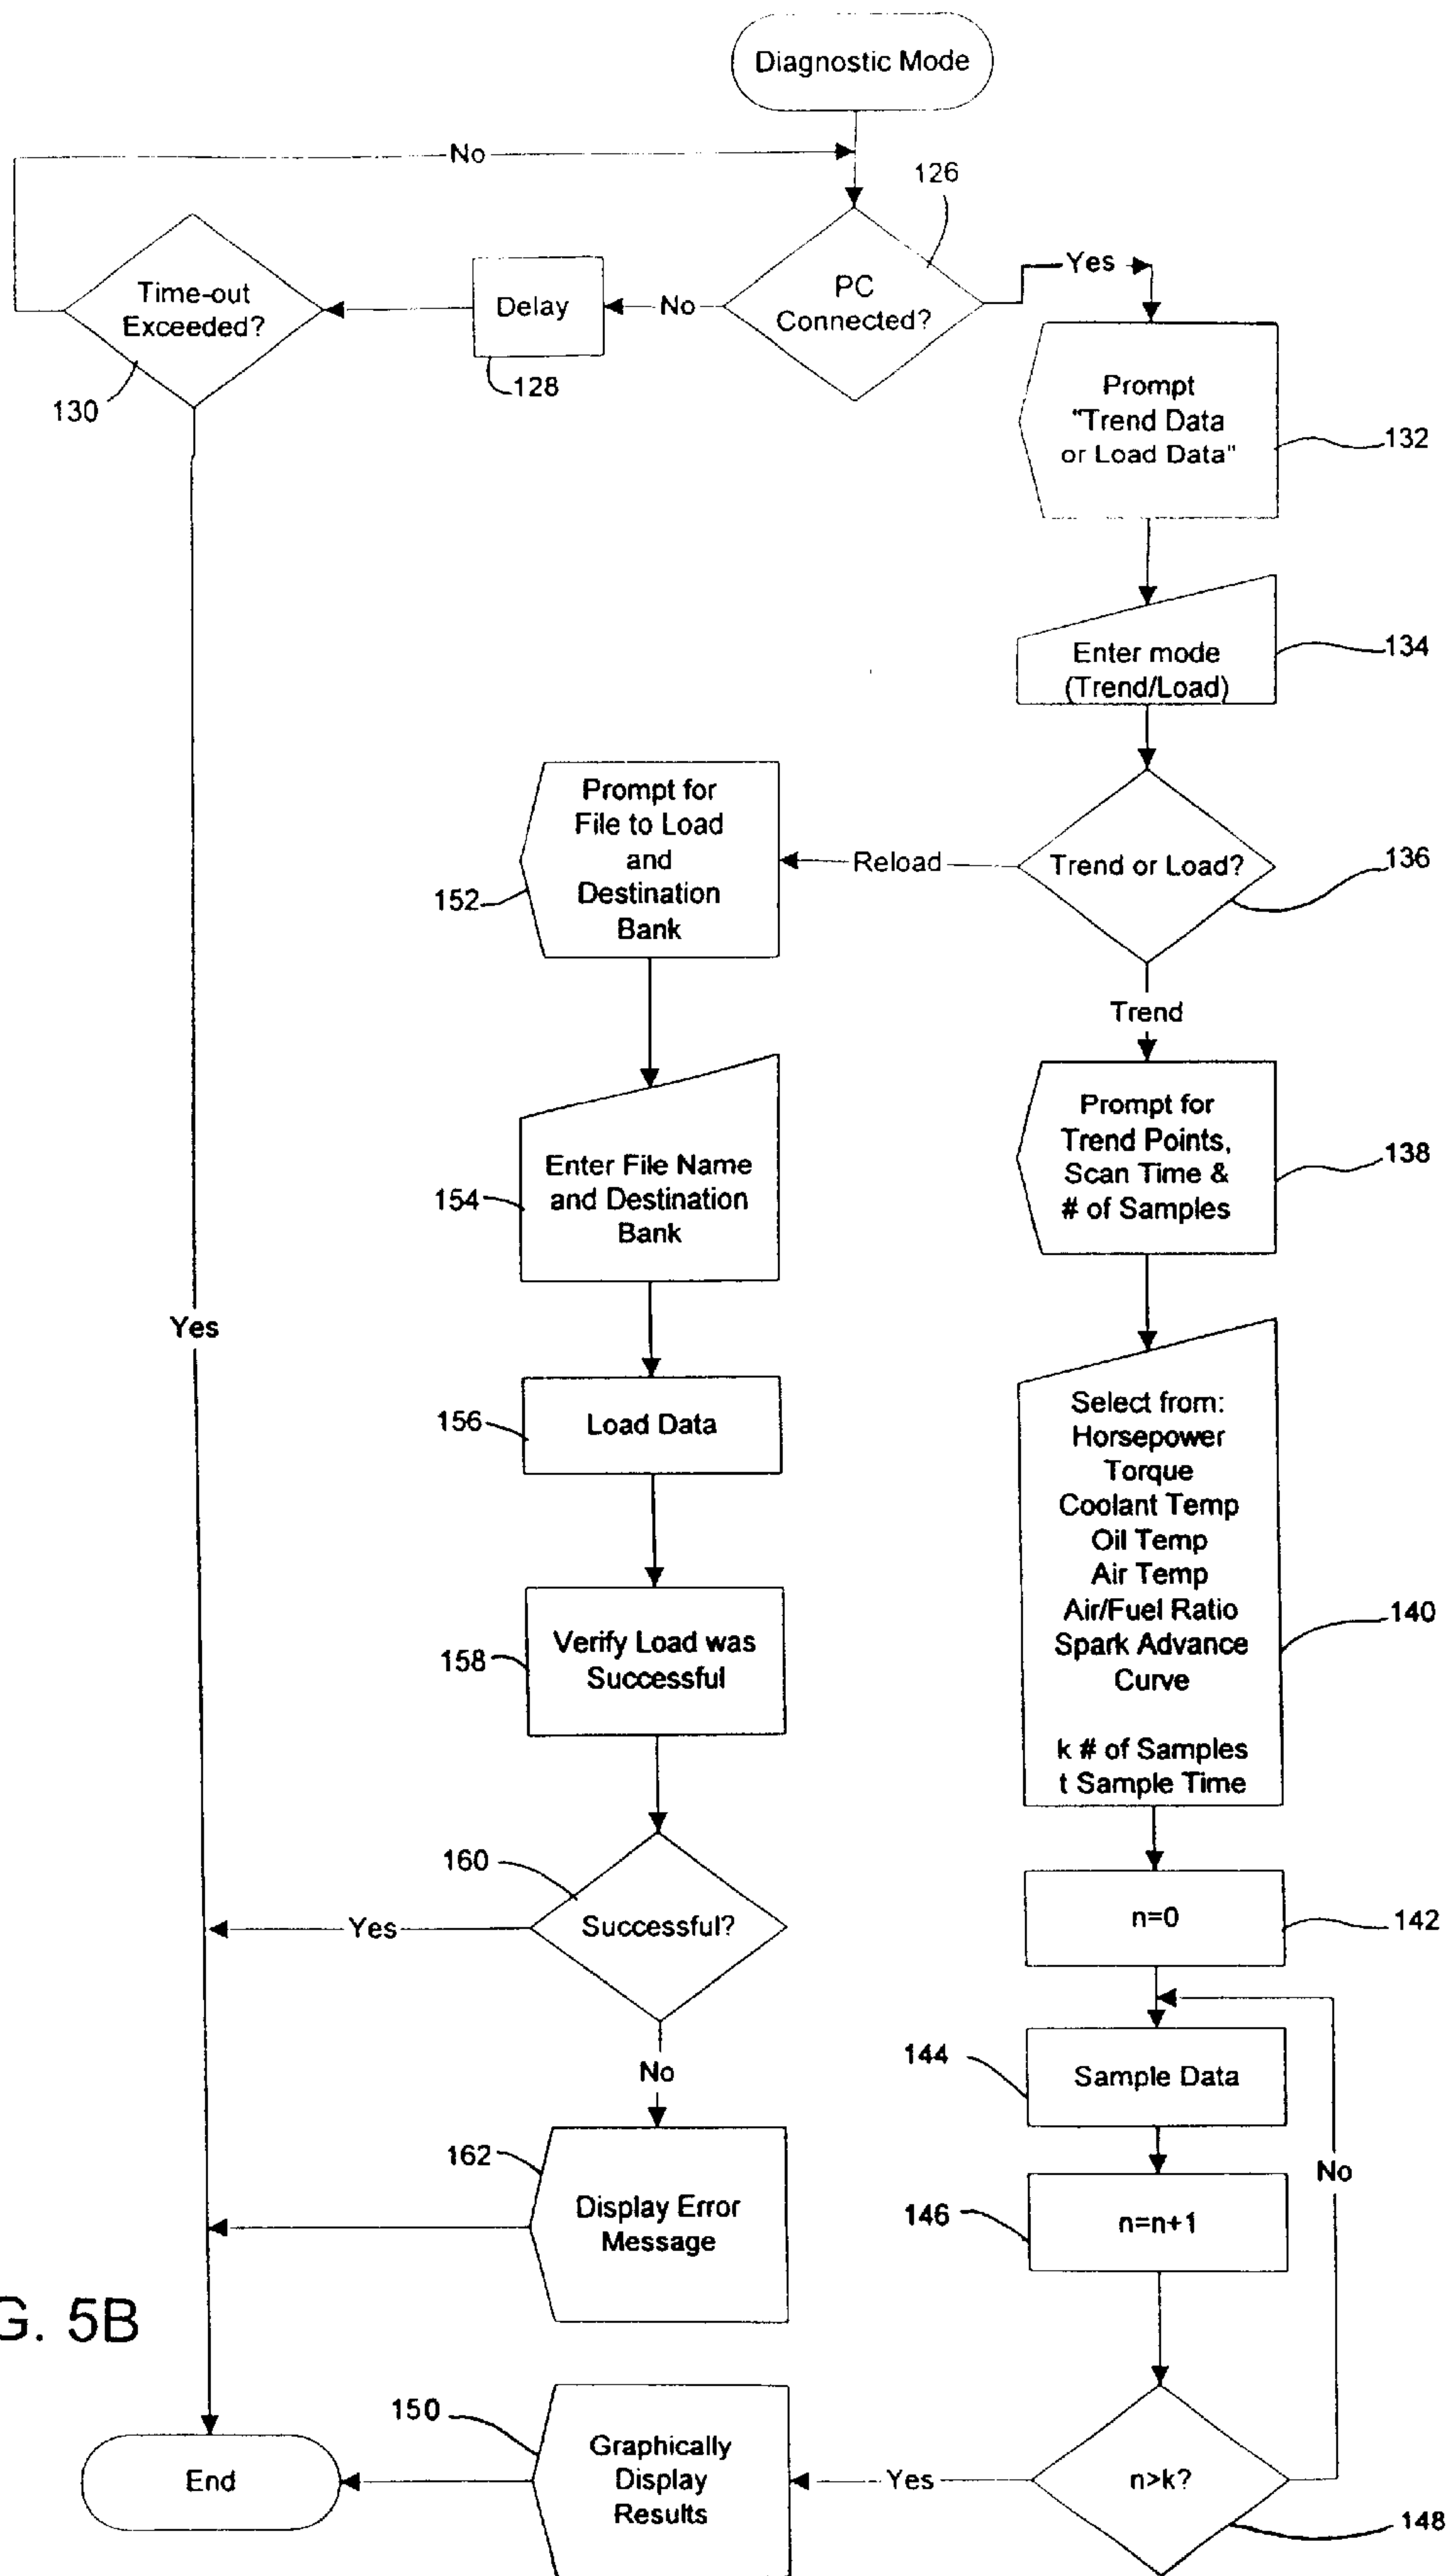 Diagnostic Mode
No
126
PC
Connected?
Yes
No
Delay
128
Time-out
Exceeded?
130
Prompt
"Trend Data
or Load Data"
132
Enter mode
(Trend/Load)
134
Trend or Load?
136
Reload
Prompt for
File to Load
and
Destination
Bank
152
Trend
Prompt for
Trend Points,
Scan Time &
# of Samples
138
Enter File Name
and Destination
Bank
154
Yes
Load Data
156
Select from:
Horsepower
Torque
Coolant Temp
Oil Temp
Air Temp
Air/Fuel Ratio
Spark Advance
Curve
k # of Samples
t Sample Time
140
Verify Load was
Successful
158
160
Successful?
Yes
No
n=0
142
Sample Data
144
n=n+1
146
No
162
Display Error
Message
G. 5B
150
Graphically
Display
Results
Yes
n>k?
148
End